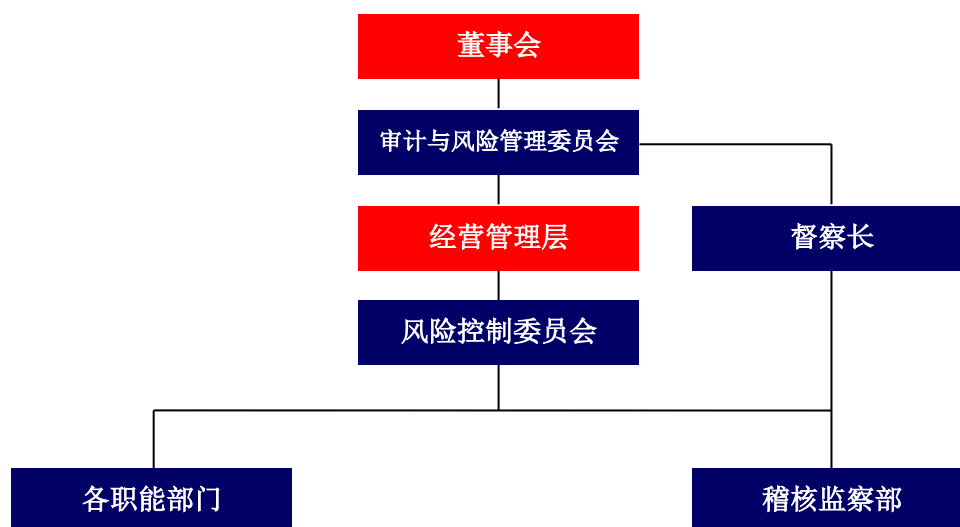 董事会
审计与风险管理委员会
经营管理层
督察长
风险控制委员会
各职能部门
稽核监察部